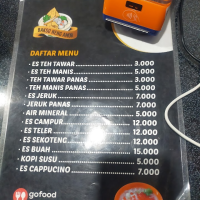 DAFTAR MENU
· ES TEH TAWAR 3.000
· ES TEH MANIS 5.000
· TEH TAWAR PANAS 3.000
· TEH MANIS PANAS 5.000
· ES JERUK 7.000
· JERUK PANAS 7.000
· AIR MINERAL 5.000
· ES CAMPUR 12.000
· ES TELER 12.000
· ES SEKOTENG 12.000
· ES BUAH 15.000
· KOPI SUSU 5.000
· ES CAPPUCINO 7.000
gofood